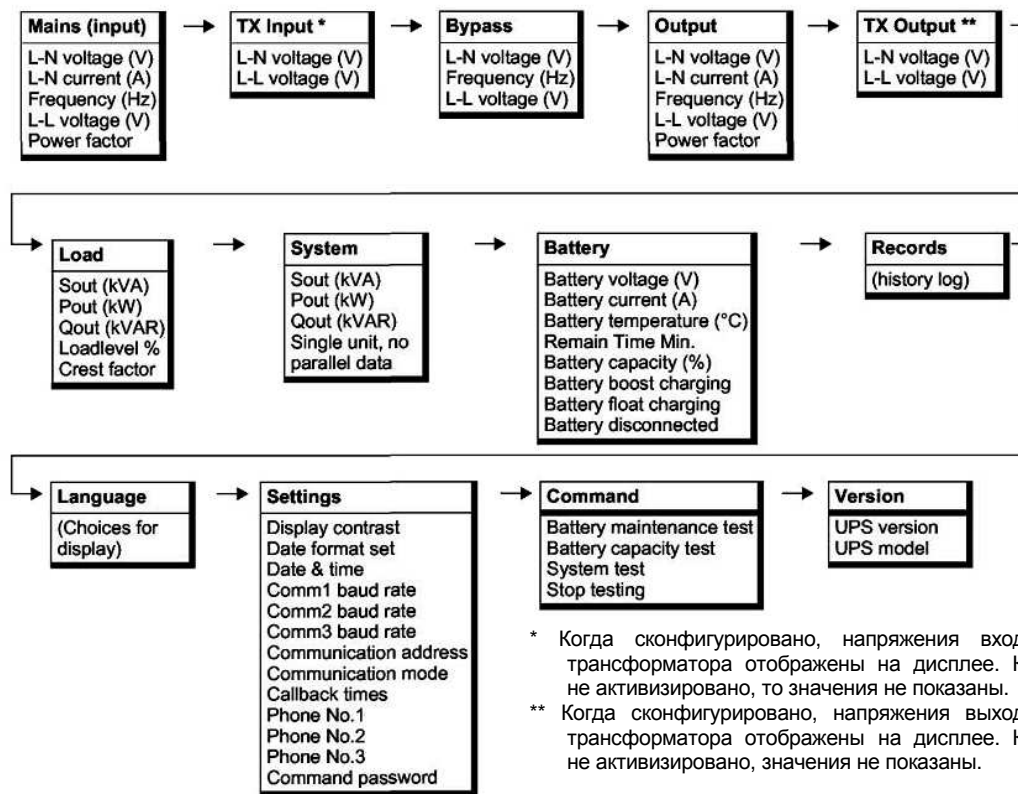 Mains (input)
L-N voltage (V)
L-N current (A)
Frequency (Hz)
L-L voltage (V)
Power factor
TX Input *
L-N voltage (V)
L-L voltage (V)
Bypass
L-N voltage (V)
Frequency (Hz)
L-L voltage (V)
Output
L-N voltage (V)
L-N current (A)
Frequency (Hz)
L-L voltage (V)
Power factor
TX Output **
L-N voltage (V)
L-L voltage (V)
Load
Sout (kVA)
Pout (kW)
Qout (kVAR)
Loadlevel %
Crest factor
System
Sout (kVA)
Pout (kW)
Qout (kVAR)
Single unit, no
parallel data
Battery
Battery voltage (V)
Battery current (A)
Battery temperature (°C)
Remain Time Min.
Battery capacity (%)
Battery boost charging
Battery float charging
Battery disconnected
Records
(history log)
Language
(Choices for
display)
Settings
Display contrast
Date format set
Date & time
Comm1 baud rate
Comm2 baud rate
Comm3 baud rate
Communication address
Communication mode
Callback times
Phone No.1
Phone No.2
Phone No.3
Command password
Command
Battery maintenance test
Battery capacity test
System test
Stop testing
Version
UPS version
UPS model
* Когда сконфигурировано, напряжения вход
трансформатора отображены на дисплее.
не активизировано, то значения не показаны.
** Когда сконфигурировано, напряжения выход
трансформатора отображены на дисплее.
не активизировано, значения не показаны.